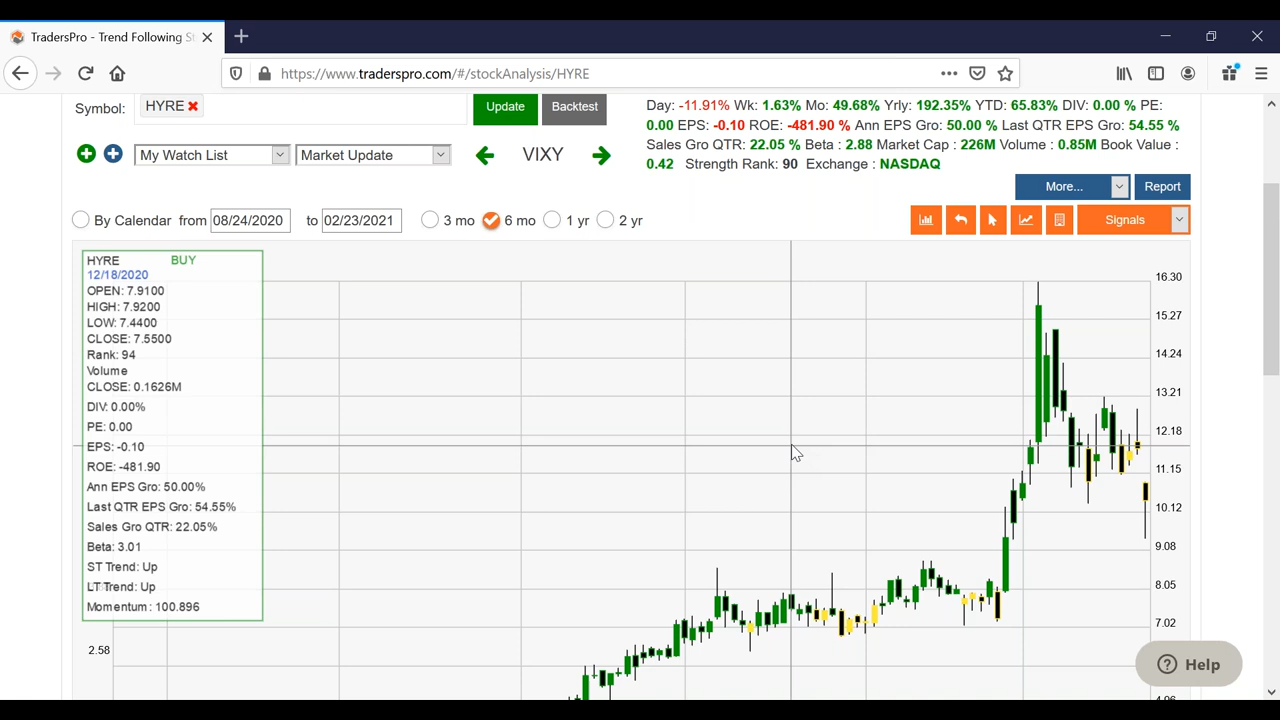 TradersPro - Trend Following St
https://www.traderspro.com/#/stockAnalysis/HYRE
Symbol:
HYRE
Update
Backtest
Day: -11.91% Wk: 1.63% Mo: 49.68% Yrly: 192.35% YTD: 65.83% DIV: 0.00 % PE:
0.00 EPS: -0.10 ROE: -481.90 % Ann EPS Gro: 50.00 % Last QTR EPS Gro: 54.55 %
Sales Gro QTR: 22.05 % Beta : 2.88 Market Cap : 226M Volume : 0.85M Book Value :
0.42 Strength Rank: 90 Exchange : NASDAQ
My Watch List
Market Update
VIXY
More...
Report
By Calendar from 08/24/2020 to 02/23/2021
3 mo
6 mo
1 yr
2 yr
Signals
HYRE BUY
12/18/2020
OPEN: 7.9100
HIGH: 7.9200
LOW: 7.4400
CLOSE: 7.5500
Rank: 94
Volume
CLOSE: 0.1626M
DIV: 0.00%
PE: 0.00
EPS: -0.10
ROE: -481.90
Ann EPS Gro: 50.00%
Last QTR EPS Gro: 54.55%
Sales Gro QTR: 22.05%
Beta: 3.01
ST Trend: Up
LT Trend: Up
Momentum: 100.896
2.58
16.30
15.27
14.24
13.21
12.18
11.15
10.12
9.08
8.05
7.02
Help